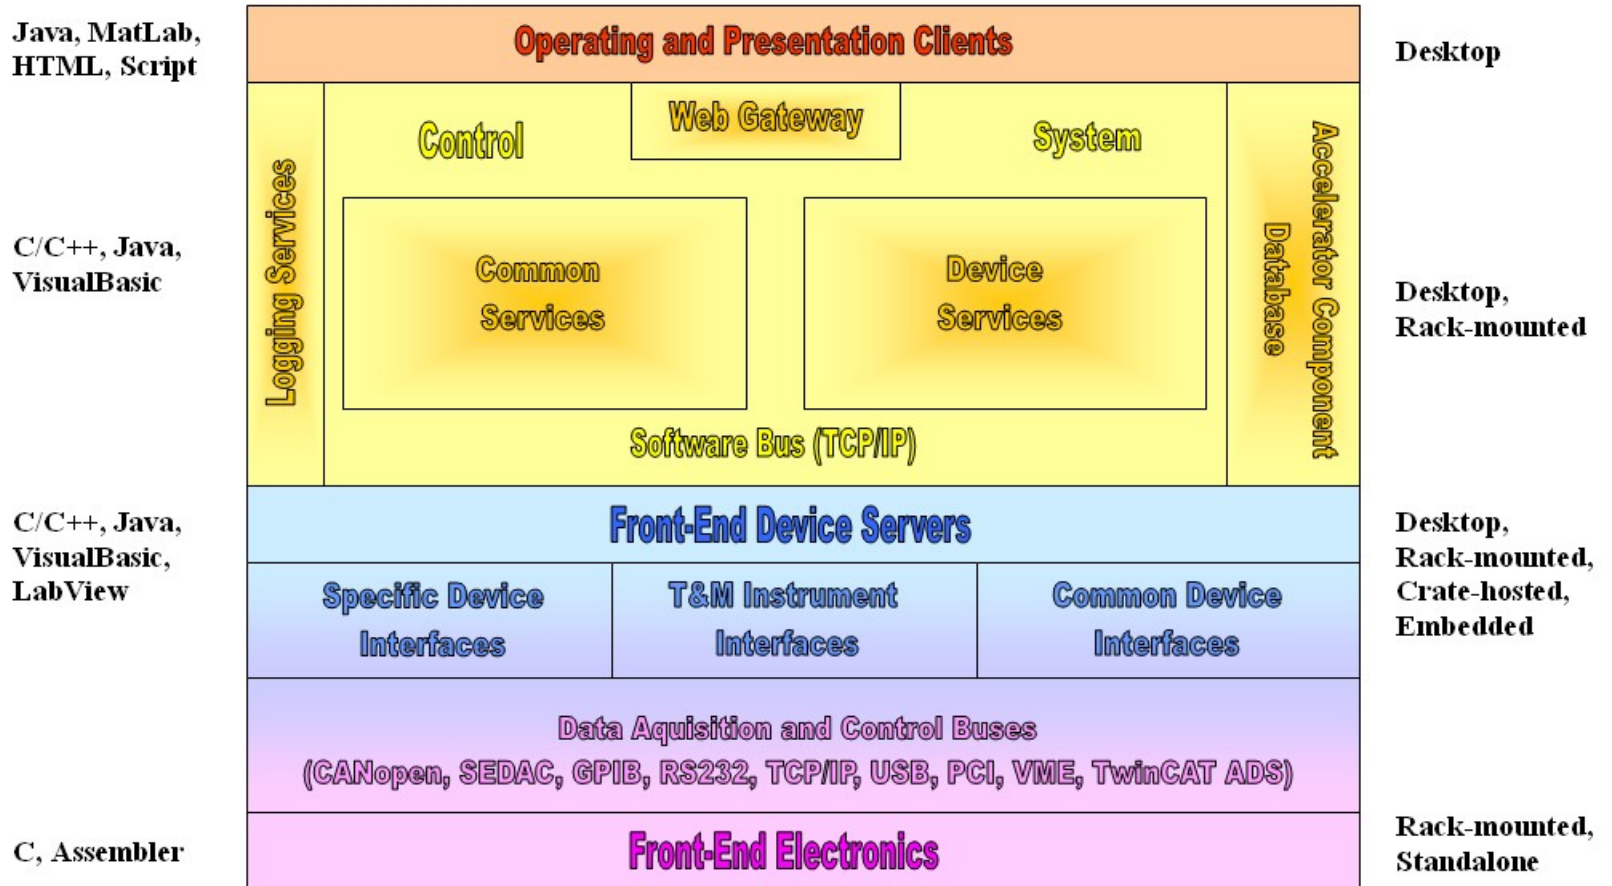 Java, MatLab,
HTML, Script
Operating and Presentation Clients
Desktop
C/C++, Java,
VisualBasic
Logging Services
Control
Web Gateway
System
Common
Services
Device
Services
Software Bus (TCP/IP)
Accelerator Component
Database
Desktop,
Rack-mounted
C/C++, Java,
VisualBasic,
LabView
Front-End Device Servers
Specific Device
Interfaces
T&M Instrument
Interfaces
Common Device
Interfaces
Desktop,
Rack-mounted,
Crate-hosted,
Embedded
Data Aquisition and Control Buses
(CANopen, SEDAC, GPIB, RS232, TCP/IP, USB, PCI, VME, TwinCAT ADS)
C, Assembler
Front-End Electronics
Rack-mounted,
Standalone